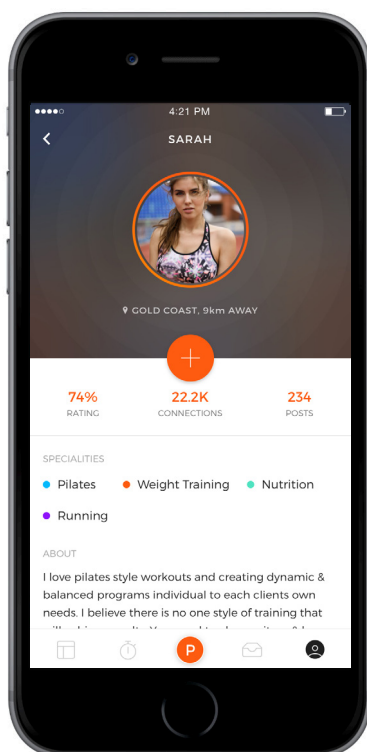 4:21 PM
SARAH
GOLD COAST, 9km AWAY
74% 22.2K 234
RATING CONNECTIONS POSTS
SPECIALITIES
Pilates Weight Training Nutrition
Running
ABOUT
I love pilates style workouts and creating dynamic &
balanced programs individual to each clients own
needs. I believe there is no one style of training that
P